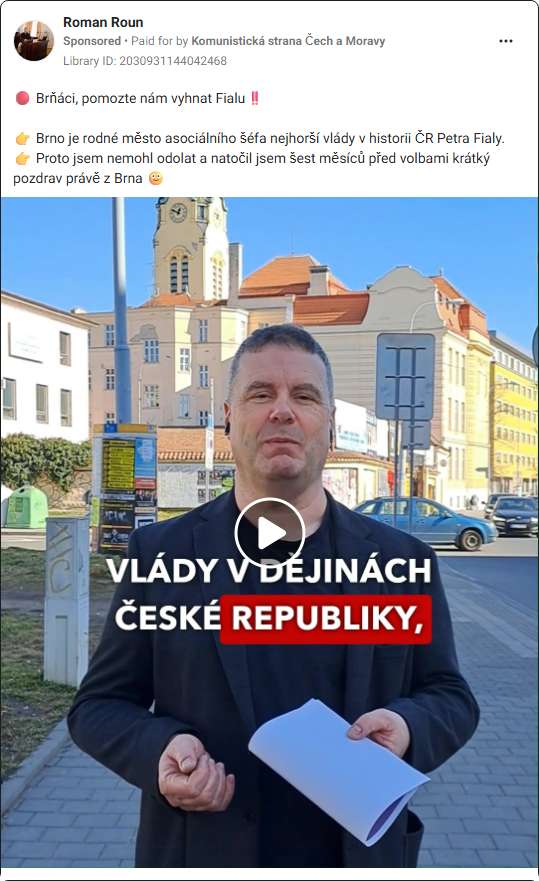 Roman Roun
Sponsored • Paid for by Komunistická strana Čech a Moravy
Library ID: 2030931144042468
Brňáci, pomozte nám vyhnat Fialu‼️
👉 Brno je rodné město asociálního šéfa nejhorší vlády v historii ČR Petra Fialy.
👉 Proto jsem nemohl odolat a natočil jsem šest měsíců před volbami krátký
pozdrav právě z Brna
VLÁDY V DĚJINÁCH
ČESKÉ REPUBLIKY,